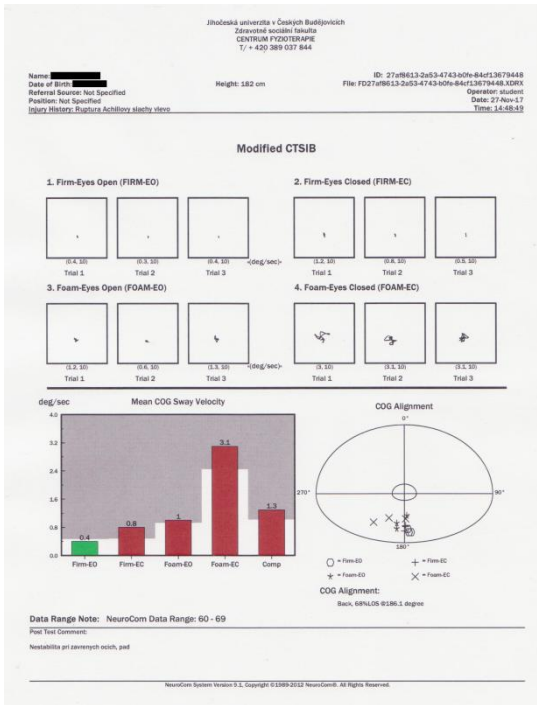 Jihočeská univerzita v Českých Budějovicích
Zdravotně sociální fakulta
CENTRUM FYZIOTERAPIE
T/ + 420 389 037 844
Name:
Date of Birth:
Referral Source: Not Specified
Position: Not Specified
Injury History: Ruptura Achillovy slachy vlevo
Height: 182 cm
ID: 27af8613-2a53-4743-b0fe-84cf13679448
File: FD27af8613-2a53-4743-b0fe-84cf13679448.XDRX
Operator: student
Date: 27-Nov-17
Time: 14:48:49
Modified CTSIB
1. Firm-Eyes Open (FIRM-EO)
2. Firm-Eyes Closed (FIRM-EC)
(0.4, 10) (0.3, 10) (0.4, 10) -(deg/sec)- (1.2, 10) (0.8, 10) (0.5, 10)
Trial 1 Trial 2 Trial 3 Trial 1 Trial 2 Trial 3
3. Foam-Eyes Open (FOAM-EO)
4. Foam-Eyes Closed (FOAM-EC)
(1.2, 10) (0.6, 10) (1.3, 10) -(deg/sec)- (3, 10) (3.1, 10) (3.1, 10)
Trial 1 Trial 2 Trial 3 Trial 1 Trial 2 Trial 3
deg/sec
Mean COG Sway Velocity
4.0
3.2
2.4
1.6
0.8
0.0
0.4
0.8
1
3.1
1.3
Firm-EO Firm-EC Foam-EO Foam-EC Comp
COG Alignment
0°
270°
90°
180°
= Firm-EO
= Firm-EC
= Foam-EO
= Foam-EC
COG Alignment:
Back, 68%LOS @186.1 degree
Data Range Note: NeuroCom Data Range: 60 - 69
Post Test Comment:
Nestabilita pri zavrenych ocich, pad
NeuroCom System Version 9.1, Copyright ©1989-2012 NeuroCom®. All Rights Reserved.